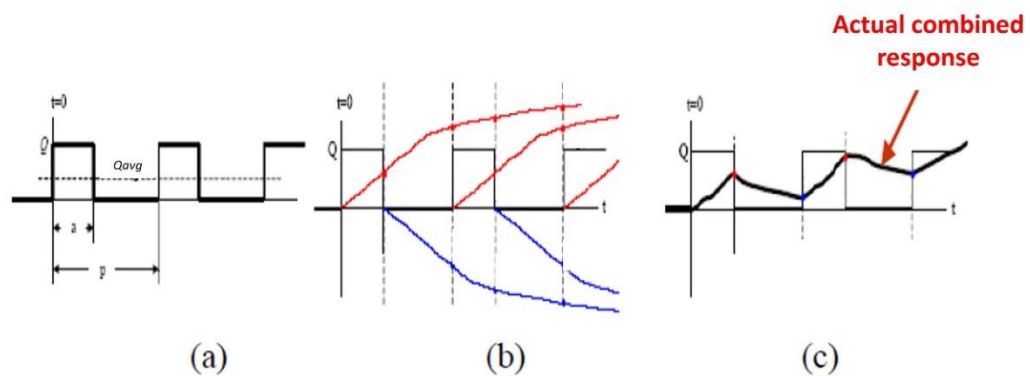 Actual combined
response
t=0
Q
Qavg
a
p
(a)
t=0
Q
t
(b)
t=0
Q
t
(c)